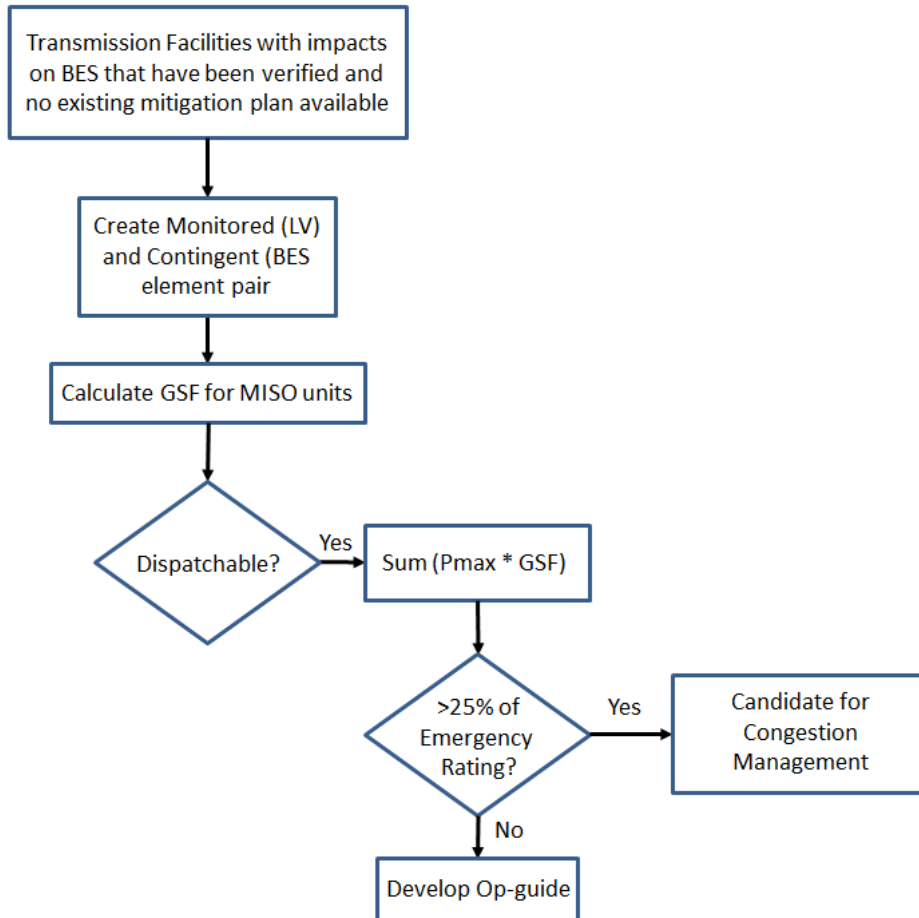 Transmission Facilities with impacts
on BES that have been verified and
no existing mitigation plan available
Create Monitored (LV)
and Contingent (BES
element pair
Calculate GSF for MISO units
Dispatchable?
Yes
Sum (Pmax * GSF)
>25% of
Emergency
Rating?
Yes
Candidate for
Congestion
Management
No
Develop Op-guide